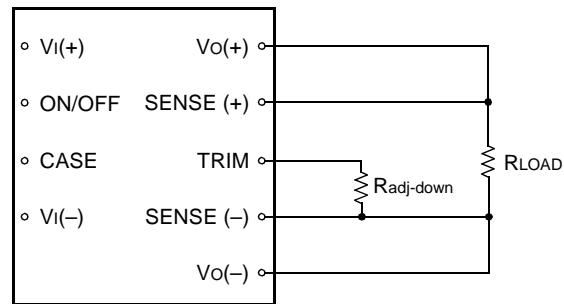 VI(+) VO(+)
ON/OFF SENSE (+)
CASE TRIM
Radj-down
RLOAD
VI(–) SENSE (–)
VO(–)